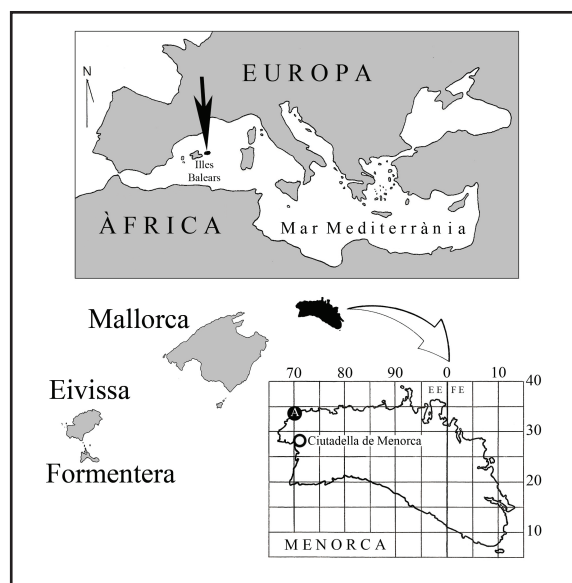 N
EUROPA
Illes
Balears
ÀFRICA
Mar Mediterrània
Mallorca
Eivissa
Formentera
70 80 90 0 10
40
EE FE
A
Ciutadella de Menorca
30
20
10
MENORCA